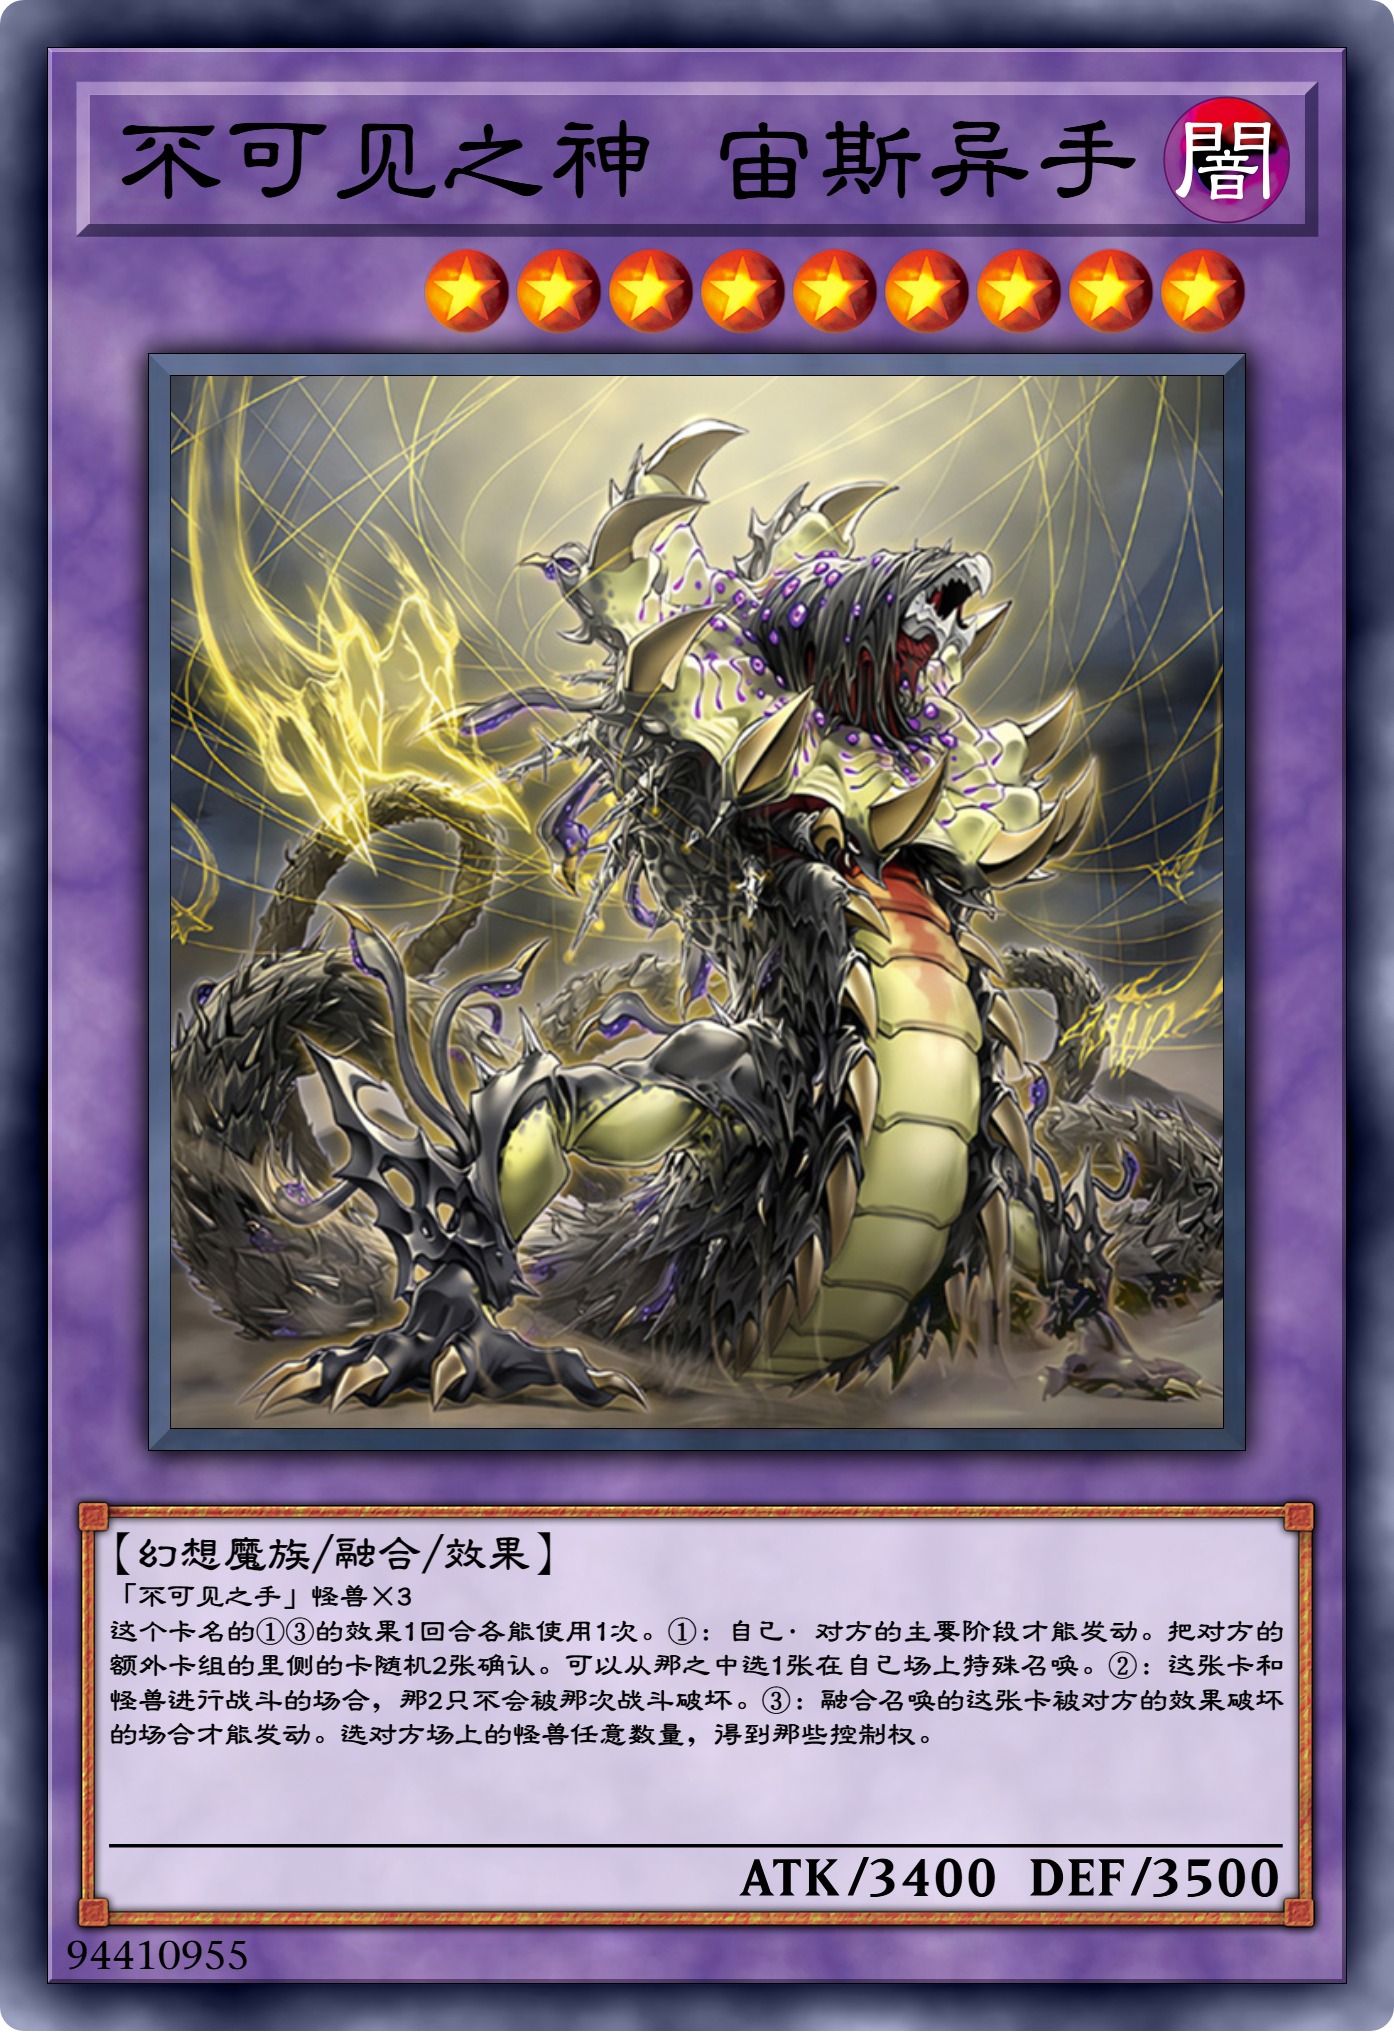 不可见之神 宙斯异手
闇
【幻想魔族/融合/效果】
「不可见之手」怪兽×3
这个卡名的①③的效果1回合各能使用1次。①：自己·对方的主要阶段才能发动。把对方的
额外卡组的里侧的卡随机2张确认。可以从那之中选1张在自己场上特殊召唤。②：这张卡和
怪兽进行战斗的场合，那2只不会被那次战斗破坏。③：融合召唤的这张卡被对方的效果破坏
的场合才能发动。选对方场上的怪兽任意数量，得到那些控制权。
ATK/3400 DEF/3500
94410955